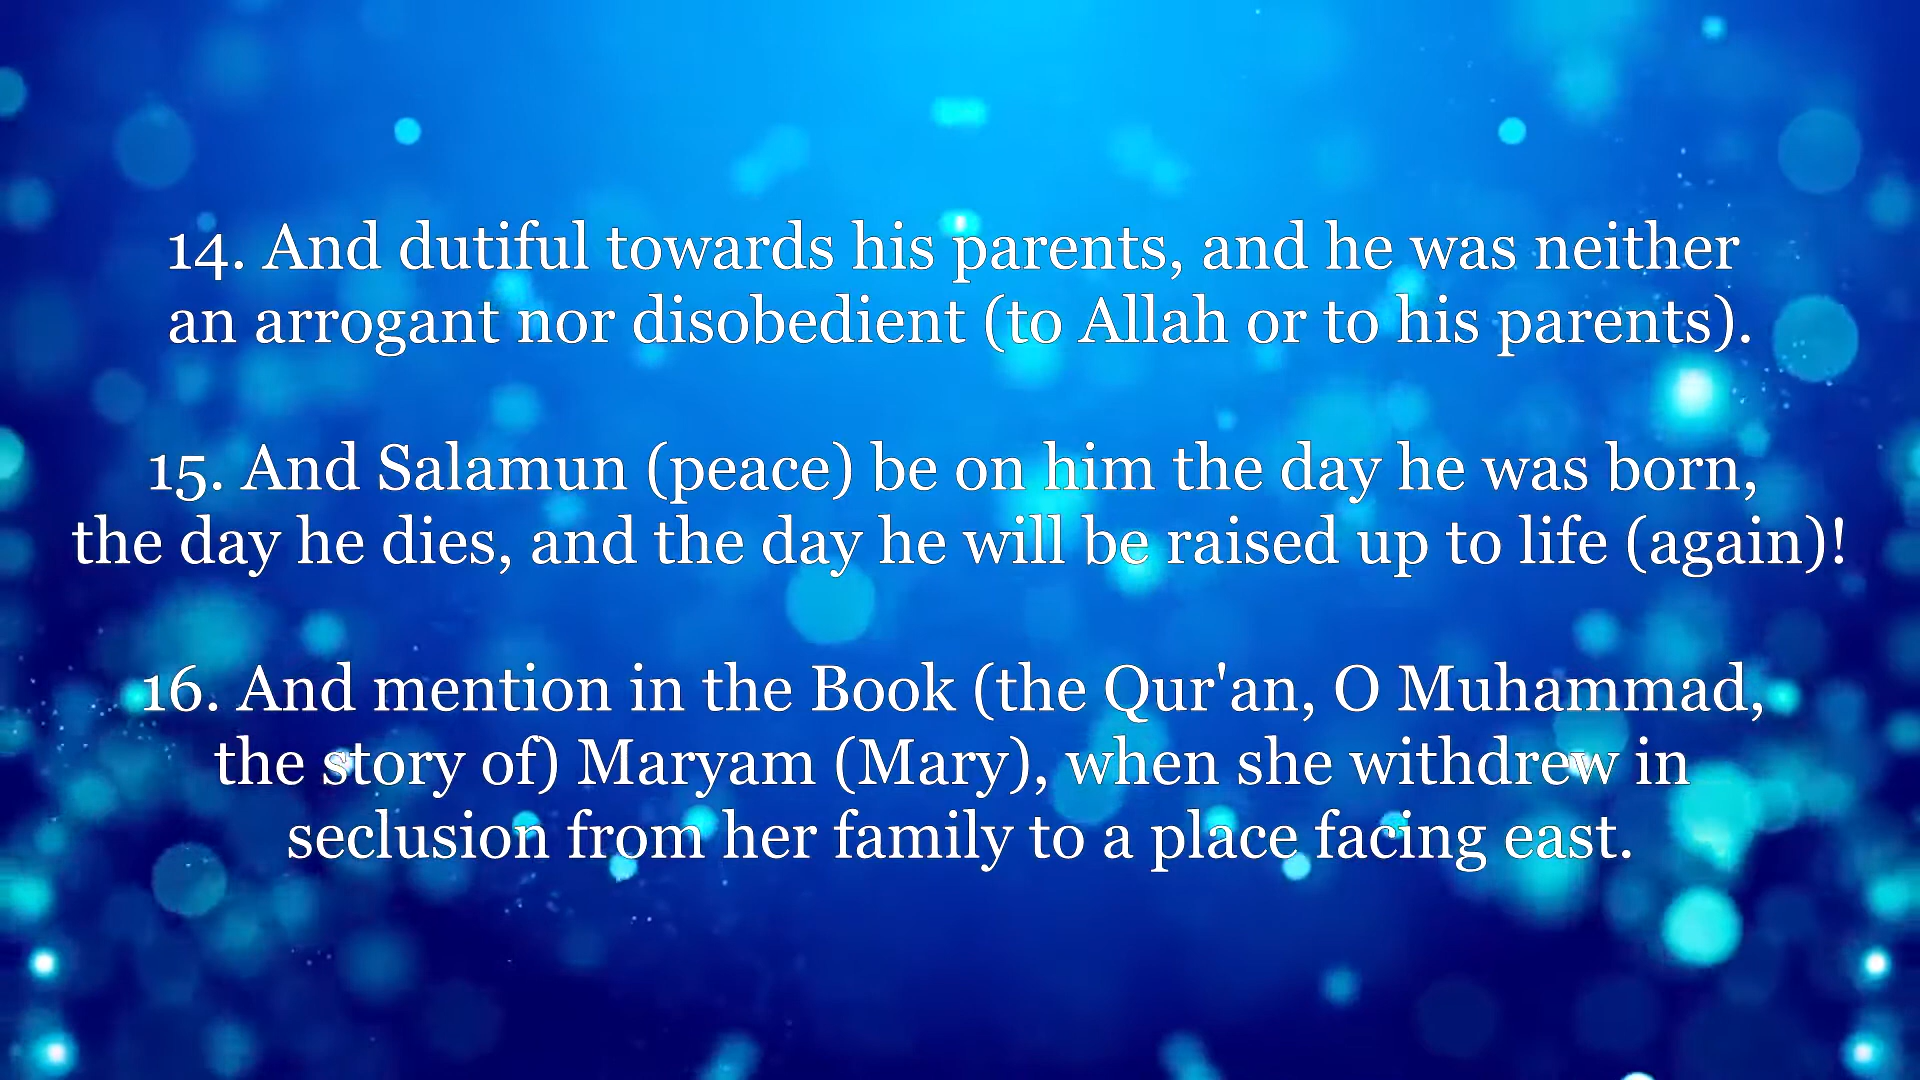 14. And dutiful towards his parents, and he was neither
an arrogant nor disobedient (to Allah or to his parents).
15. And Salamun (peace) be on him the day he was born,
the day he dies, and the day he will be raised up to life (again)!
16. And mention in the Book (the Qur'an, O Muhammad,
the story of) Maryam (Mary), when she withdrew in
seclusion from her family to a place facing east.